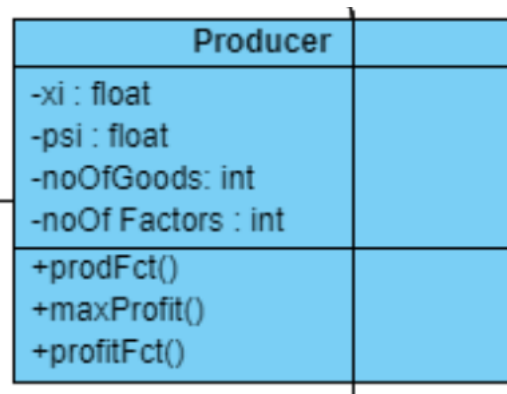 Producer
-xi : float
-psi : float
-noOfGoods: int
-noOf Factors : int
+prodFct()
+maxProfit()
+profitFct()